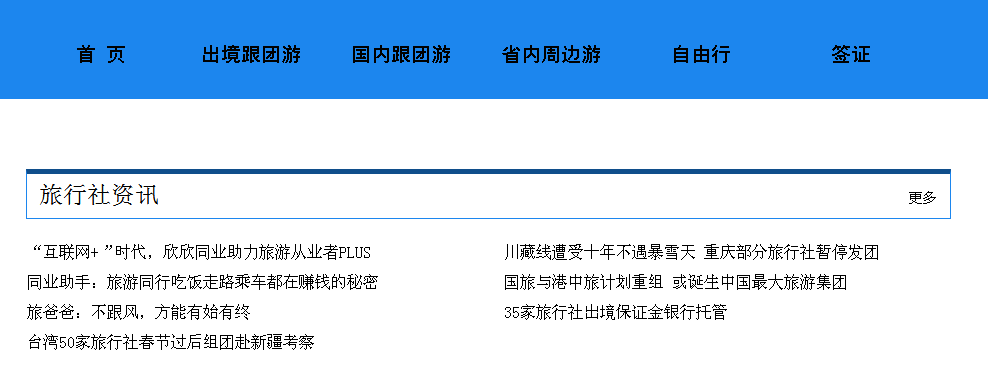 首 页 出境跟团游 国内跟团游 省内周边游 自由行 签证
旅行社资讯 更多
“互联网+”时代，欣欣同业助力旅游从业者PLUS
同业助手：旅游同行吃饭走路乘车都在赚钱的秘密
旅爸爸：不跟风，方能有始有终
台湾50家旅行社春节过后组团赴新疆考察
川藏线遭受十年不遇暴雪天 重庆部分旅行社暂停发团
国旅与港中旅计划重组 或诞生中国最大旅游集团
35家旅行社出境保证金银行托管